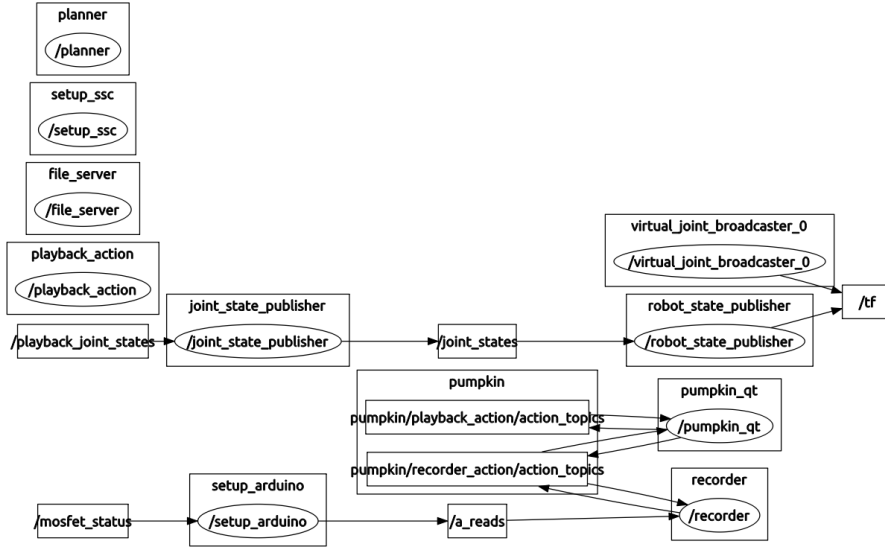 planner
/planner
setup_ssc
/setup_ssc
file_server
/file_server
playback_action
/playback_action
virtual_joint_broadcaster_0
/virtual_joint_broadcaster_0
/tf
joint_state_publisher
robot_state_publisher
/playback_joint_states
/joint_state_publisher
/joint_states
/robot_state_publisher
pumpkin
pumpkin_qt
pumpkin/playback_action/action_topics
/pumpkin_qt
pumpkin/recorder_action/action_topics
setup_arduino
recorder
/mosfet_status
/setup_arduino
/a_reads
/recorder